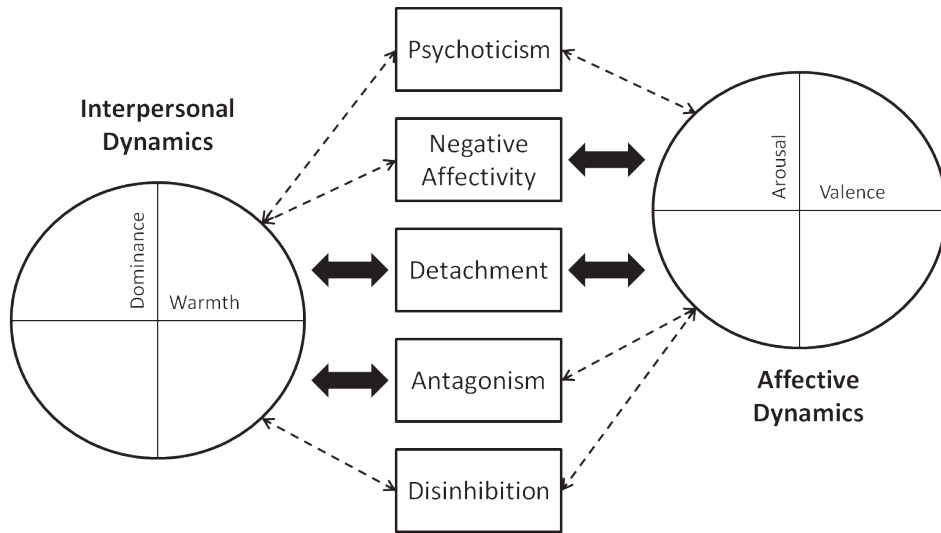 Interpersonal
Dynamics
Dominance
Warmth
Psychoticism
Negative
Affectivity
Detachment
Antagonism
Disinhibition
Arousal
Valence
Affective
Dynamics